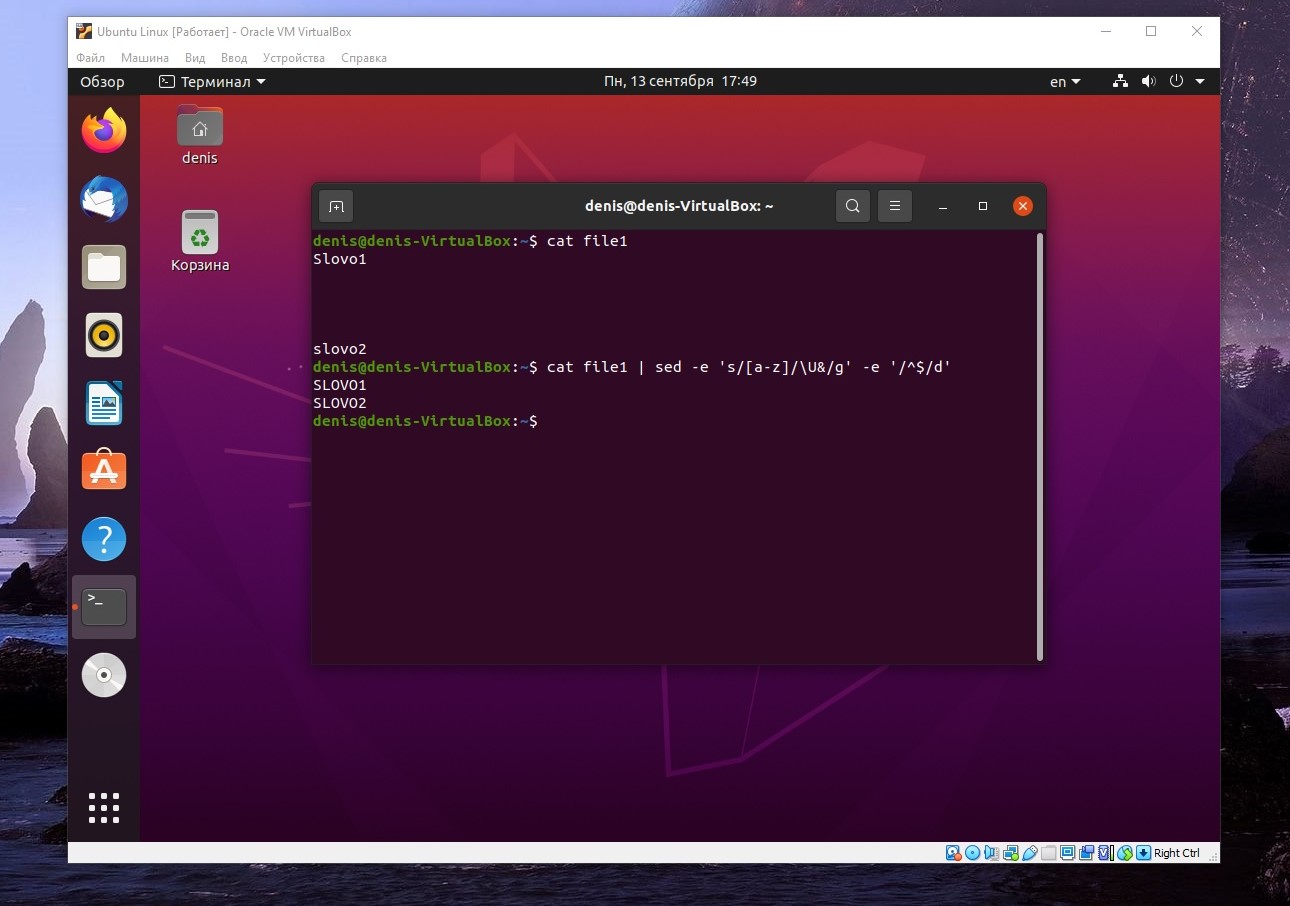 Ubuntu Linux [Работает] - Oracle VM VirtualBox
Файл Машина Вид Ввод Устройства Справка
Обзор Терминал Пн, 13 сентября 17:49 en
denis
Корзина
denis@denis-VirtualBox: ~
denis@denis-VirtualBox:~$ cat file1
Slovo1
slovo2
denis@denis-VirtualBox:~$ cat file1 | sed -e 's/[a-z]/\U&/g' -e '/^$/d'
SLOVO1
SLOVO2
denis@denis-VirtualBox:~$
Right Ctrl